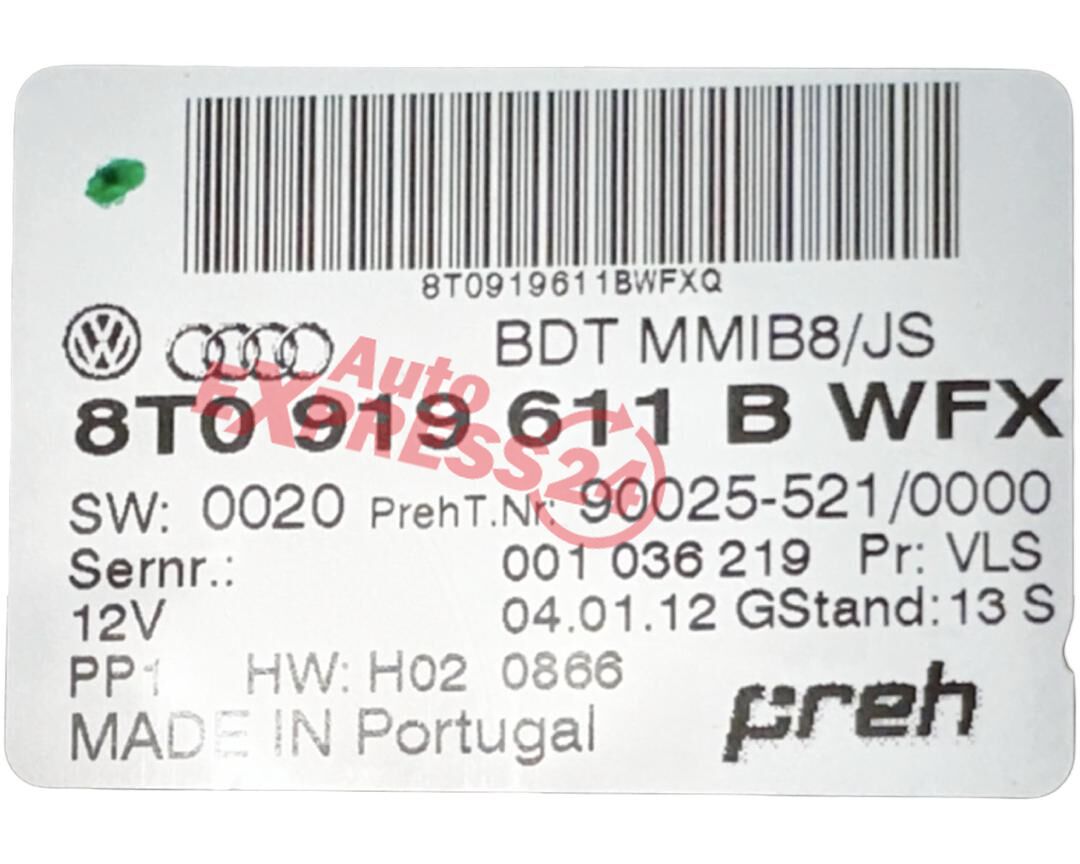 8T0919611BWFXQ
BDT MMIB8/JS
8T0 919 611 B WFX
Auto
EXPRESS24
SW: 0020 PrehT.Nr: 90025-521/0000
Sernr.: 001 036 219 Pr: VLS
12V 04.01.12 GStand: 13 S
PP1 HW: H02 0866
MADE IN Portugal
preh